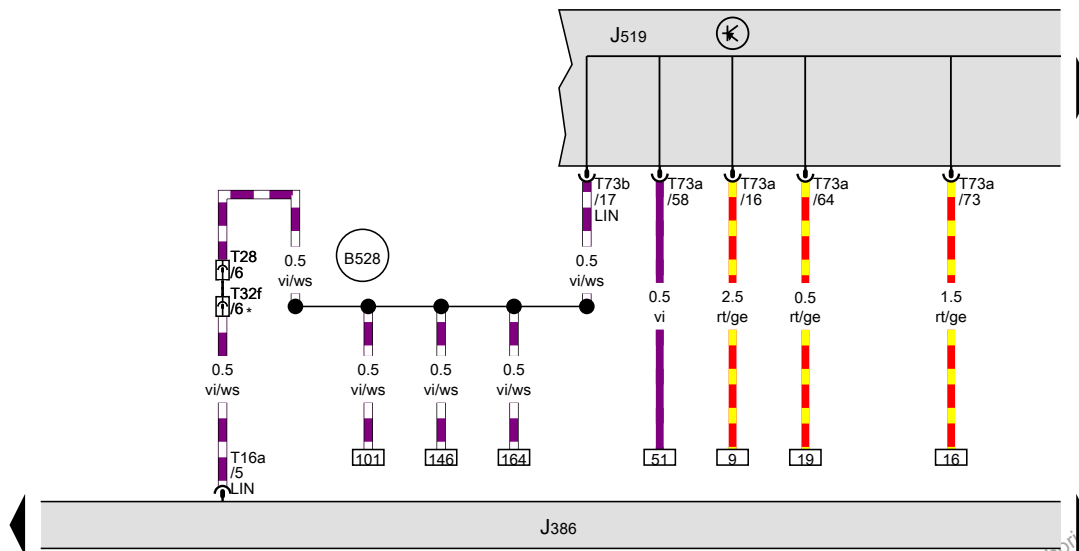 J519
T73b
/17
LIN
T73a
/58
T73a
/16
T73a
/64
T73a
/73
T28
/6
T32f
/6 *
0.5
vi/ws
B528
0.5
vi/ws
0.5
vi
2.5
rt/ge
0.5
rt/ge
1.5
rt/ge
0.5
vi/ws
0.5
vi/ws
0.5
vi/ws
0.5
vi/ws
T16a
/5
LIN
101
146
164
51
9
19
16
J386